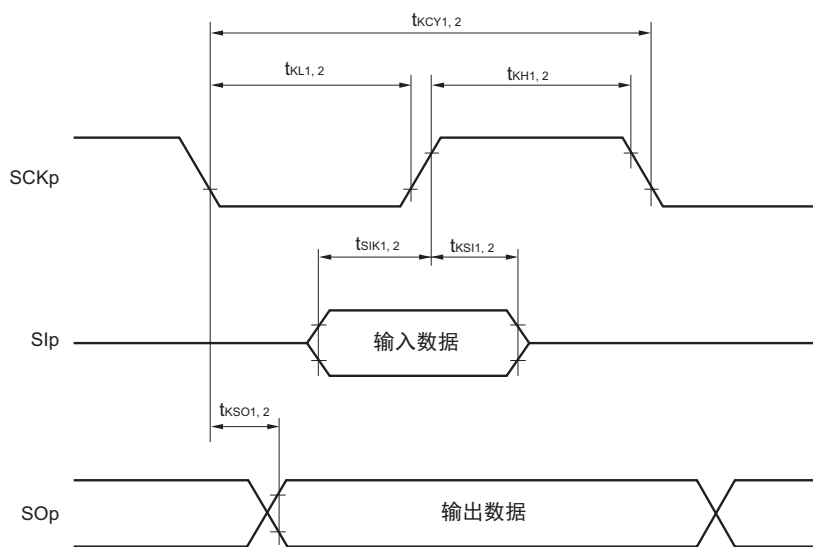 tKCY1, 2
tKL1, 2
tKH1, 2
SCKp
tSIK1, 2
tKSI1, 2
SIp
输入数据
tKSO1, 2
SOp
输出数据